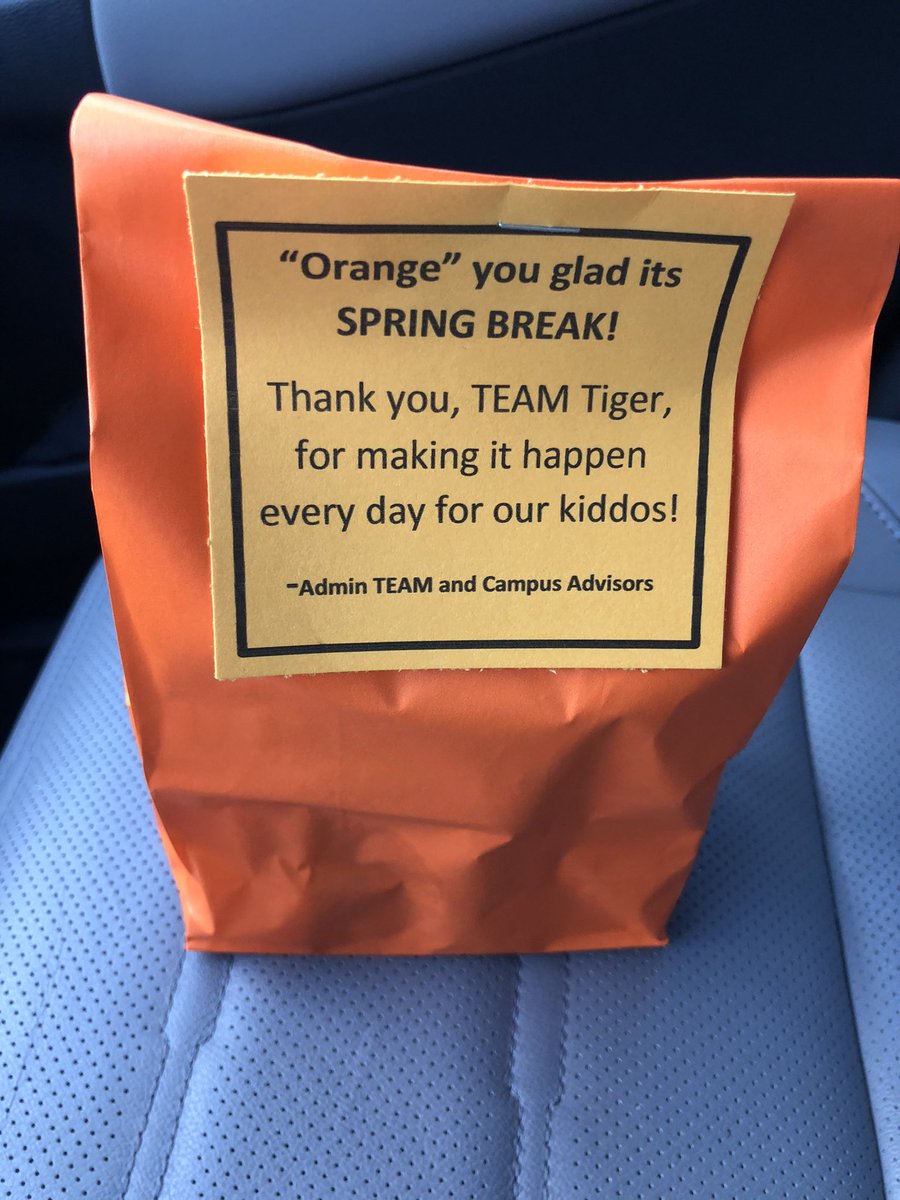 “Orange” you glad its
SPRING BREAK!
Thank you, TEAM Tiger,
for making it happen
every day for our kiddos!
-Admin TEAM and Campus Advisors